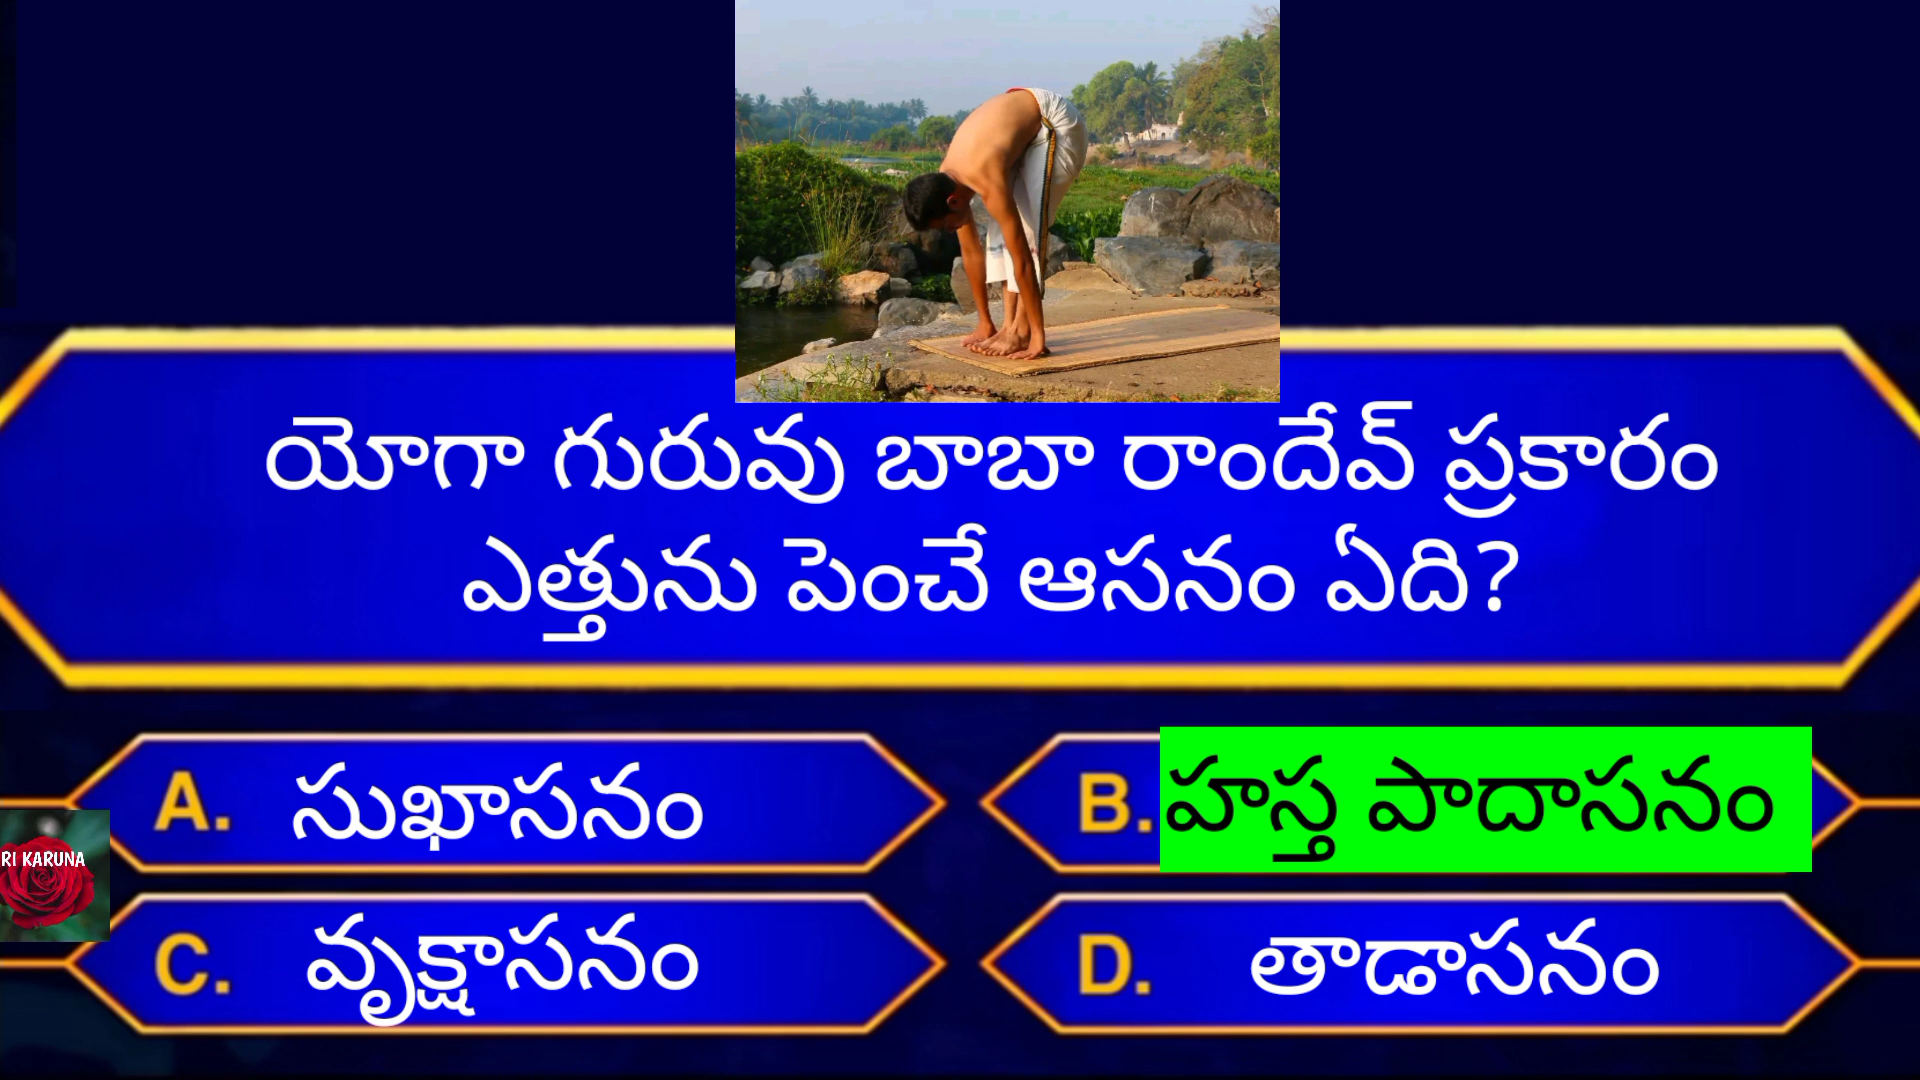 యోగా గురువు బాబా రాందేవ్ ప్రకారం
ఎత్తును పెంచే ఆసనం ఏది?
A. సుఖాసనం
B. హస్త పాదాసనం
C. వృక్షాసనం
D. తాడాసనం
RI KARUNA